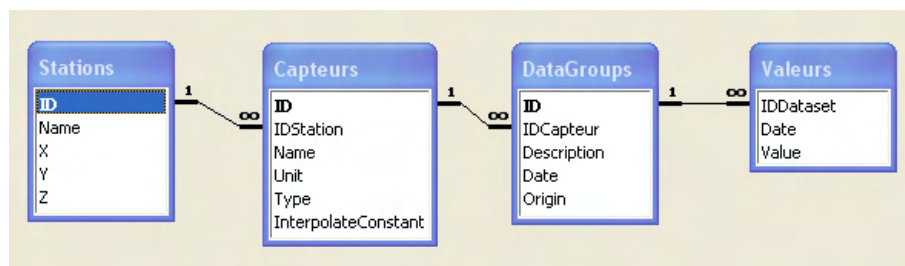 Stations
ID
Name
X
Y
Z
1
∞
Capteurs
ID
IDStation
Name
Unit
Type
InterpolateConstant
1
∞
DataGroups
ID
IDCapteur
Description
Date
Origin
1
∞
Valeurs
IDDataset
Date
Value